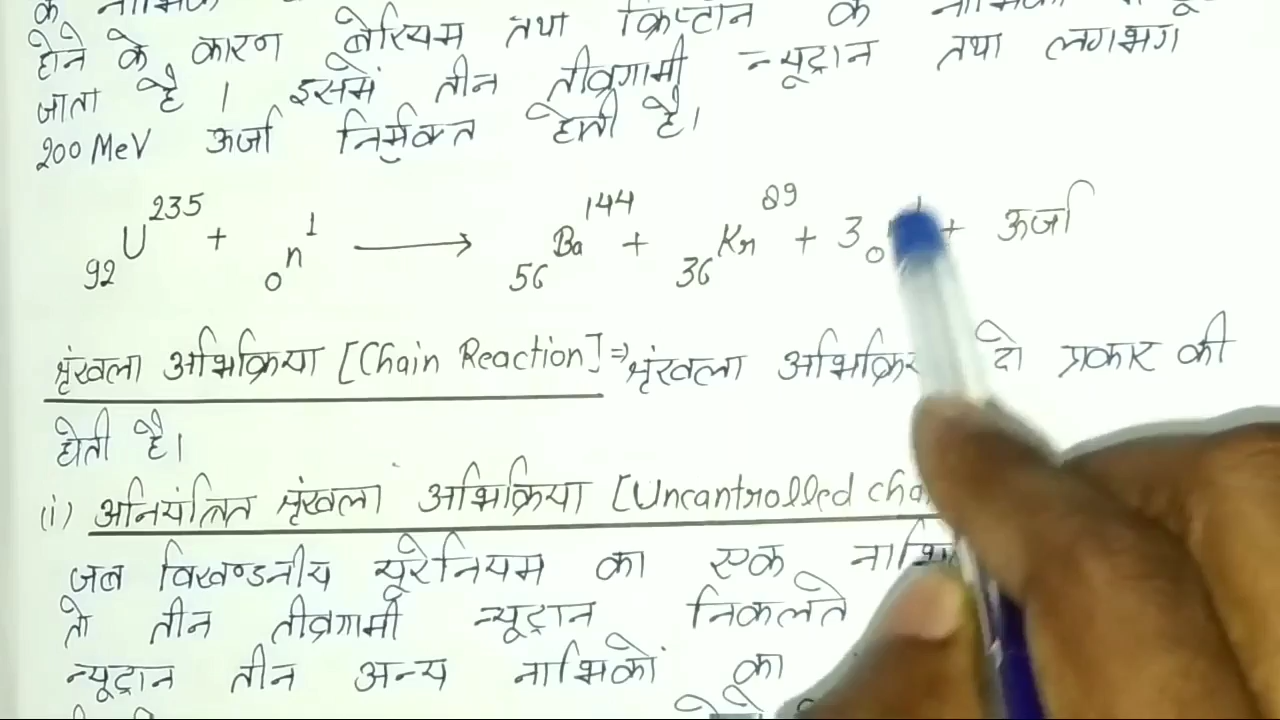 होने के कारण बेरियम तथा क्रिप्टान के
जाता है । इसमें तीन तीव्रगामी न्यूट्रान तथा लगभग
200 MeV ऊर्जा निर्मुक्त होती है।
₉₂U²³⁵ + ₀n¹ ⟶ ₅₆Ba¹⁴⁴ + ₃₆Kr⁸⁹ + 3 ₀ + ऊर्जा
शृंखला अभिक्रिया [Chain Reaction] ⇒ शृंखला अभिक्रि दो प्रकार की
होती है।
(i) अनियंत्रित शृंखला अभिक्रिया [Uncantrolled cha
जब विखण्डनीय यूरेनियम का एक नाभि
तो तीन तीव्रगामी न्यूट्रान निकलते
न्यूट्रान तीन अन्य नाभिकों का